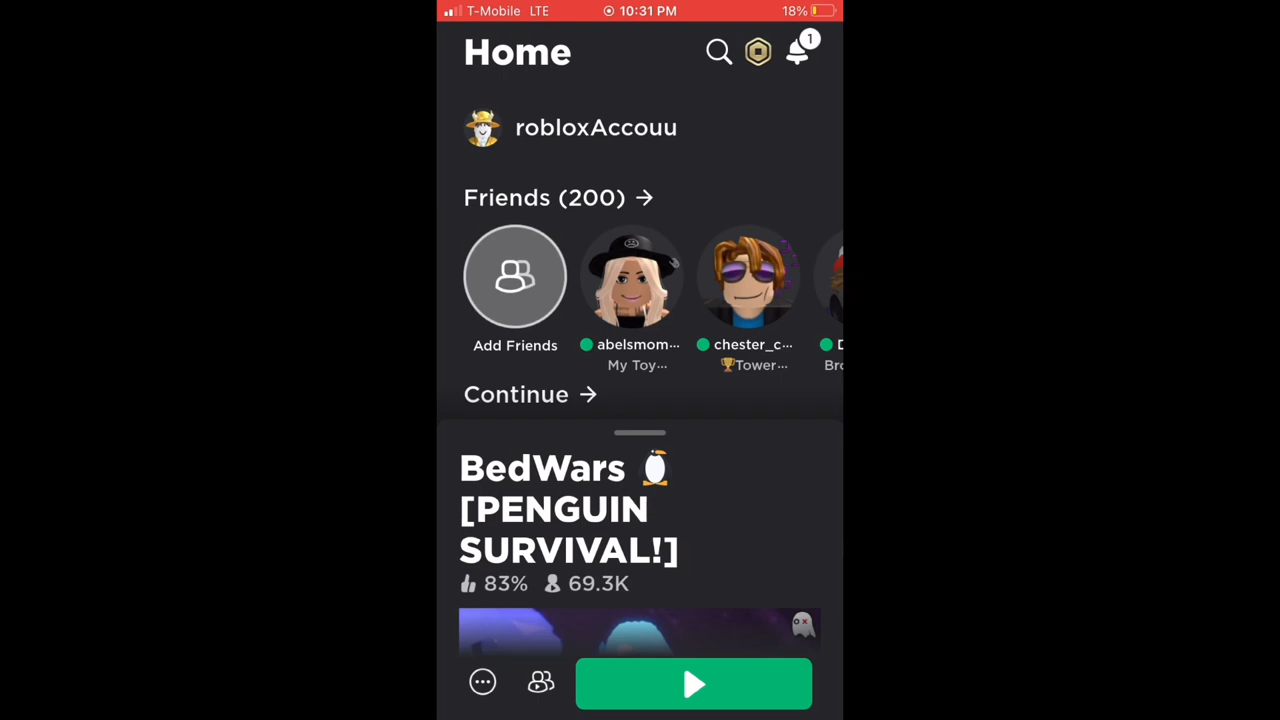 T-Mobile LTE 10:31 PM 18%
Home
1
robloxAccouu
Friends (200) →
Add Friends
abelsmom... chester_c... D
My Toy... 🏆Tower... Bro
Continue →
BedWars 🐧
[PENGUIN
SURVIVAL!]
83% 69.3K